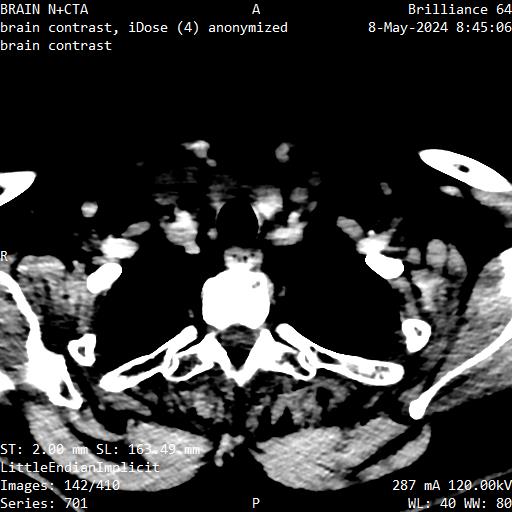 BRAIN N+CTA
A
Brilliance 64
brain contrast, iDose (4) anonymized
8-May-2024 8:45:06
brain contrast
R
ST: 2.00 mm SL: 163.49 mm
LittleEndianImplicit
Images: 142/410
287 mA 120.00kV
Series: 701
P
WL: 40 WW: 80